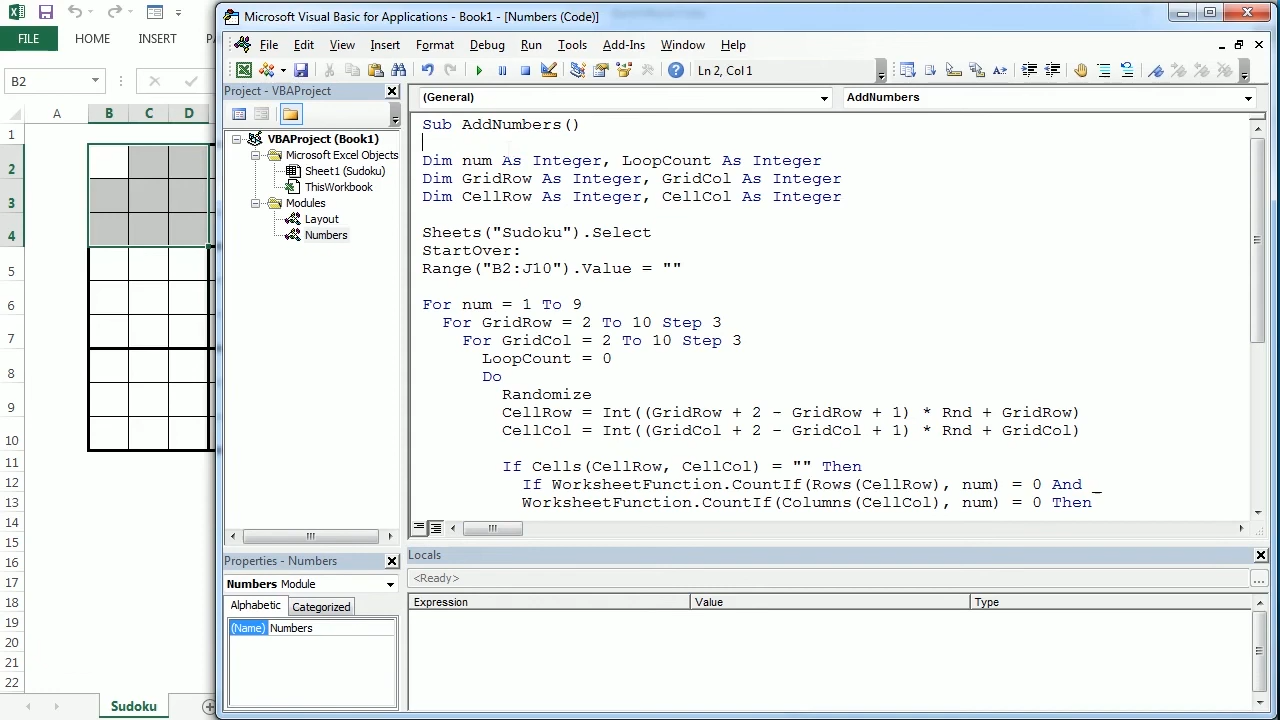 Microsoft Visual Basic for Applications - Book1 - [Numbers (Code)]
FILE HOME INSERT
File Edit View Insert Format Debug Run Tools Add-Ins Window Help
B2
Ln 2, Col 1
Project - VBAProject
(General) AddNumbers
A B C D
VBAProject (Book1)
Microsoft Excel Objects
Sheet1 (Sudoku)
ThisWorkbook
Modules
Layout
Numbers
1
2
3
4
5
6
7
8
9
10
11
12
13
14
15
16
17
18
19
20
21
22
Sub AddNumbers()
Dim num As Integer, LoopCount As Integer
Dim GridRow As Integer, GridCol As Integer
Dim CellRow As Integer, CellCol As Integer
Sheets("Sudoku").Select
StartOver:
Range("B2:J10").Value = ""
For num = 1 To 9
For GridRow = 2 To 10 Step 3
For GridCol = 2 To 10 Step 3
LoopCount = 0
Do
Randomize
CellRow = Int((GridRow + 2 - GridRow + 1) * Rnd + GridRow)
CellCol = Int((GridCol + 2 - GridCol + 1) * Rnd + GridCol)
If Cells(CellRow, CellCol) = "" Then
If WorksheetFunction.CountIf(Rows(CellRow), num) = 0 And _
WorksheetFunction.CountIf(Columns(CellCol), num) = 0 Then
Properties - Numbers
Numbers Module
Alphabetic Categorized
(Name) Numbers
Locals
<Ready>
Expression Value Type
Sudoku